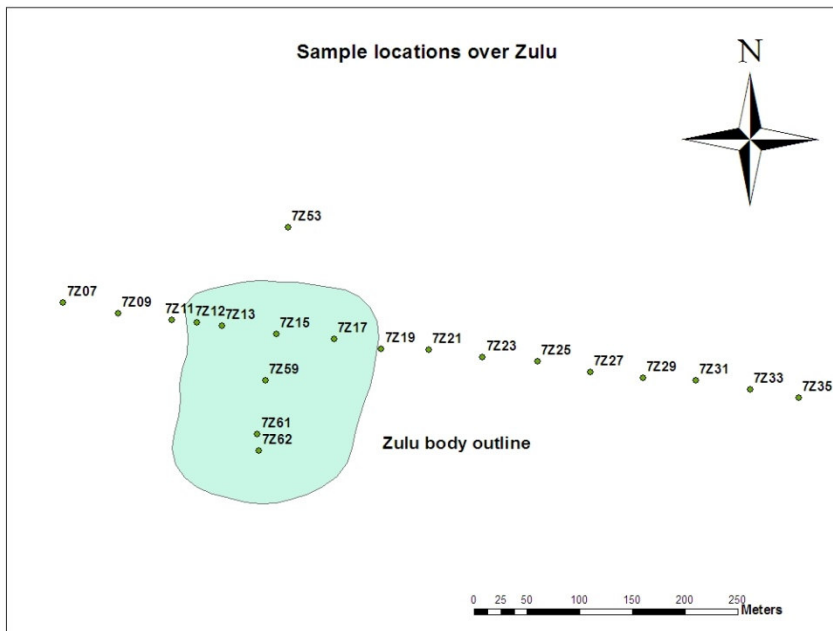 Sample locations over Zulu
N
7Z53
7Z07
7Z09
7Z11
7Z12
7Z13
7Z15
7Z17
7Z19
7Z21
7Z23
7Z25
7Z27
7Z29
7Z31
7Z33
7Z35
7Z59
7Z61
7Z62
Zulu body outline
0 25 50 100 150 200 250
Meters